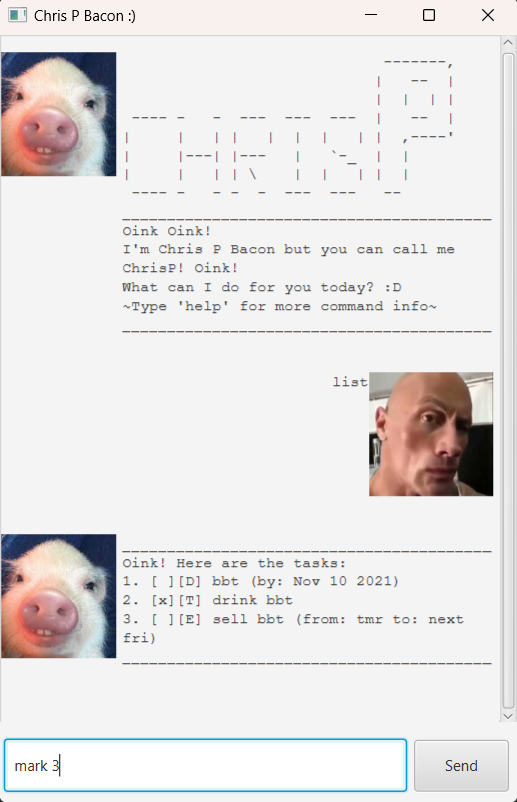 Chris P Bacon :)
CHRIS P
Oink Oink!
I'm Chris P Bacon but you can call me
ChrisP! Oink!
What can I do for you today? :D
~Type 'help' for more command info~
list
Oink! Here are the tasks:
1. [ ][D] bbt (by: Nov 10 2021)
2. [x][T] drink bbt
3. [ ][E] sell bbt (from: tmr to: next
fri)
mark 3
Send